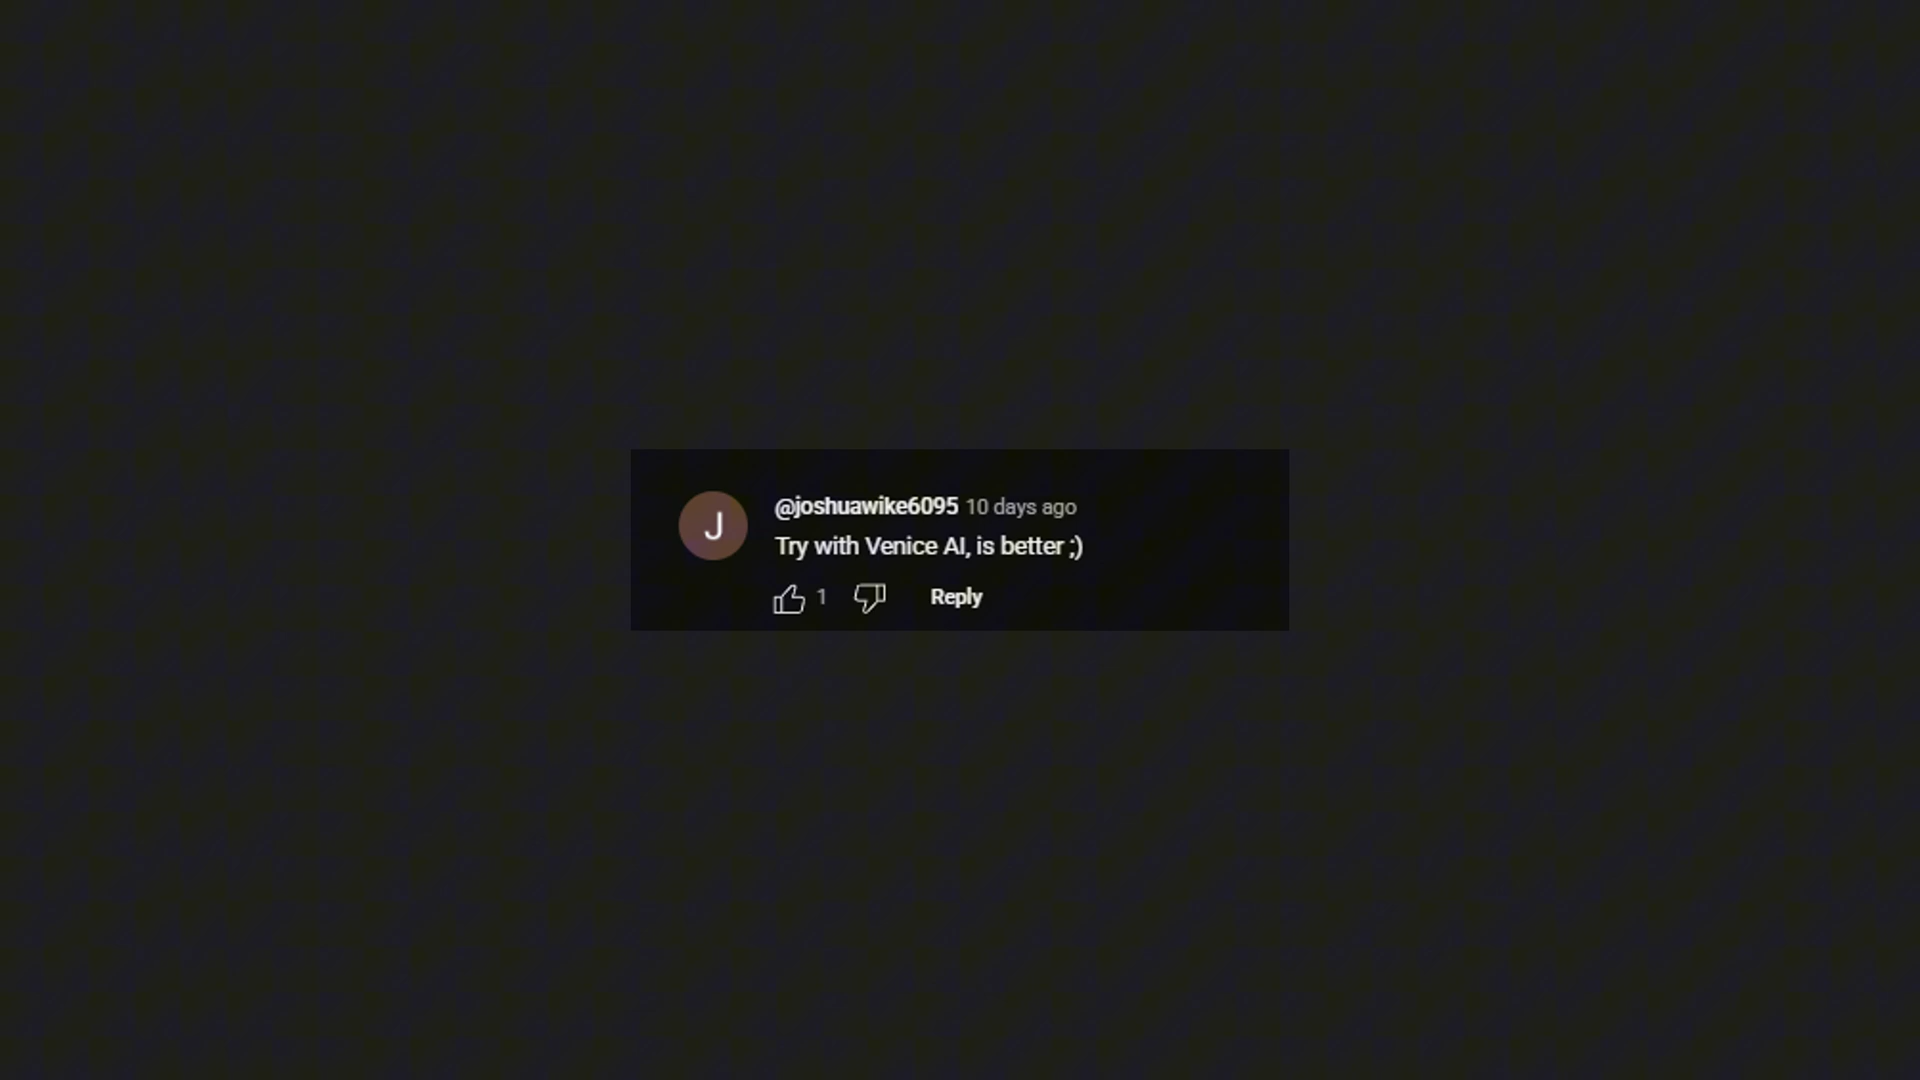 J
@joshuawike6095 10 days ago
Try with Venice AI, is better ;)
1 Reply